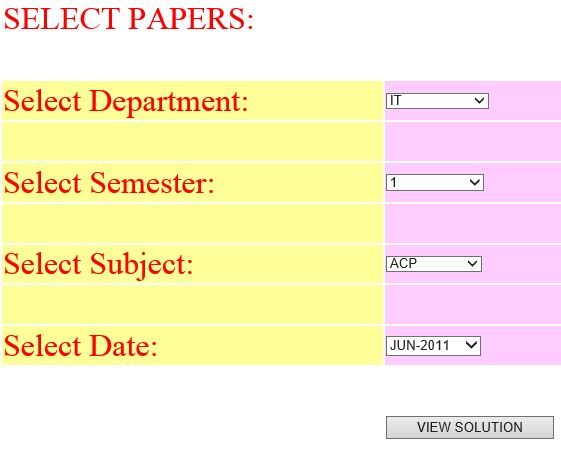 SELECT PAPERS:
Select Department: IT
Select Semester: 1
Select Subject: ACP
Select Date: JUN-2011
VIEW SOLUTION